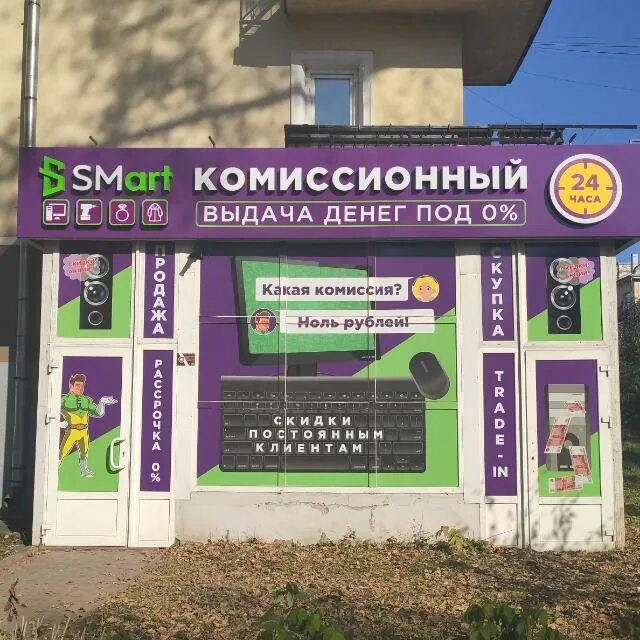 SMart КОМИССИОННЫЙ
ВЫДАЧА ДЕНЕГ ПОД 0%
24
ЧАСА
ПРОДАЖА
РАССРОЧКА 0%
Какая комиссия?
Ноль рублей!
СКИДКИ
ПОСТОЯННЫМ
КЛИЕНТАМ
СКУПКА
TRADE-IN